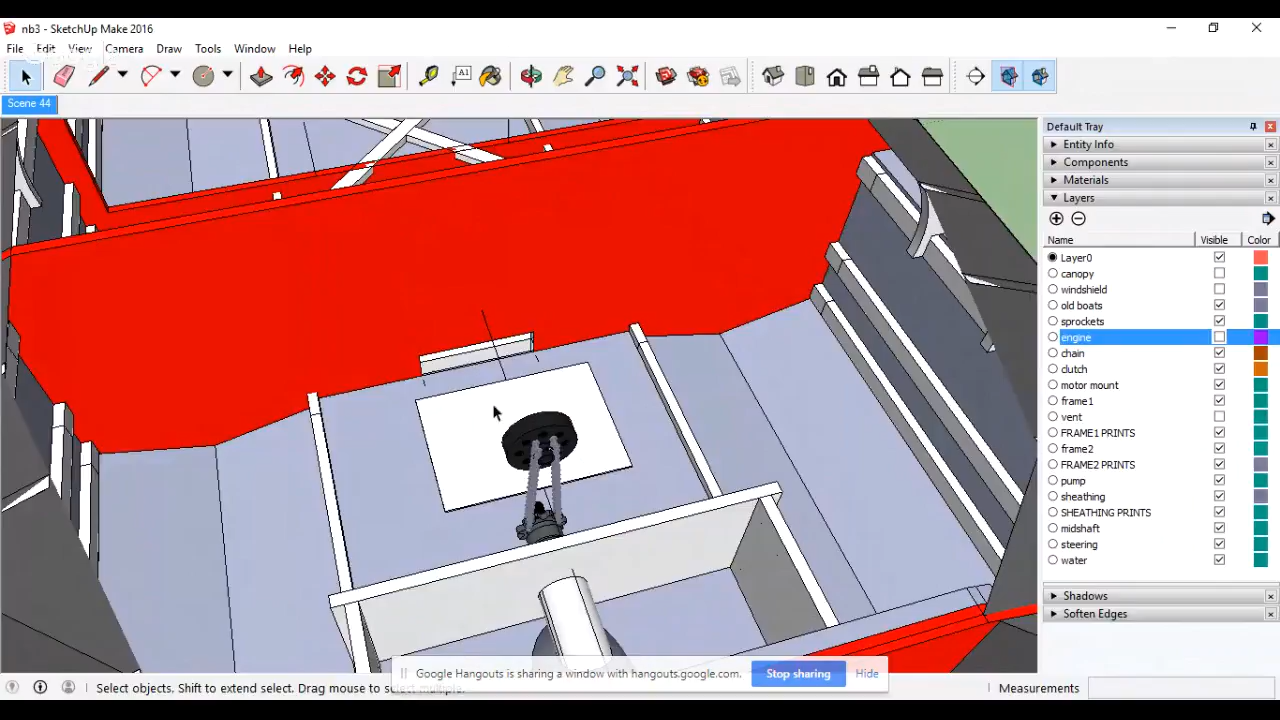 nb3 - SketchUp Make 2016
File Edit View Camera Draw Tools Window Help
A1
Scene 44
Default Tray
Entity Info
Components
Materials
Layers
Name Visible Color
Layer0
canopy
windshield
old boats
sprockets
engine
chain
clutch
motor mount
frame1
vent
FRAME1 PRINTS
frame2
FRAME2 PRINTS
pump
sheathing
SHEATHING PRINTS
midshaft
steering
water
Shadows
Soften Edges
Google Hangouts is sharing a window with hangouts.google.com. Stop sharing Hide
Select objects. Shift to extend select. Drag mouse to select multiple. Measurements